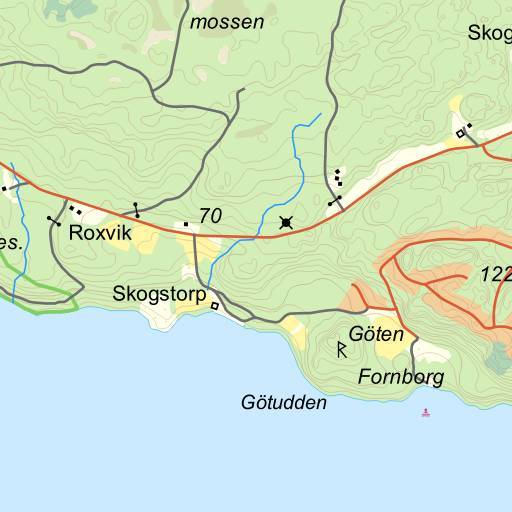 mossen
Skog
70
es.
Roxvik
122
Skogstorp
Göten
Fornborg
Götudden